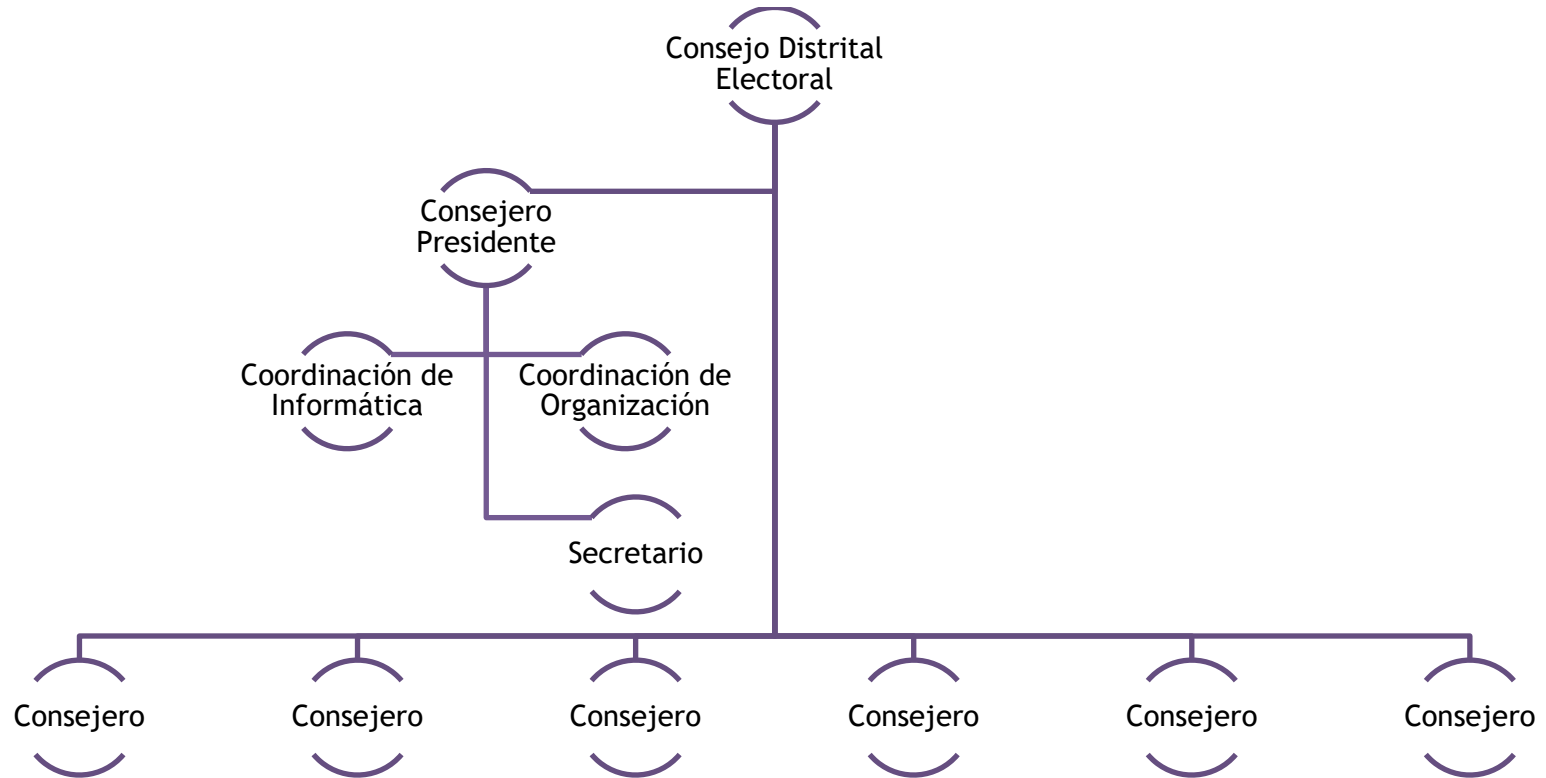 Consejo Distrital
Electoral
Consejero
Presidente
Coordinación de
Informática
Coordinación de
Organización
Secretario
Consejero
Consejero
Consejero
Consejero
Consejero
Consejero